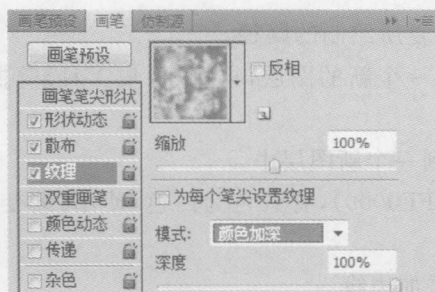 画笔预设 画笔 仿制源
画笔预设
反相
画笔笔尖形状
形状动态
缩放 100%
散布
纹理
为每个笔尖设置纹理
双重画笔
模式: 颜色加深
颜色动态
深度 100%
传递
杂色